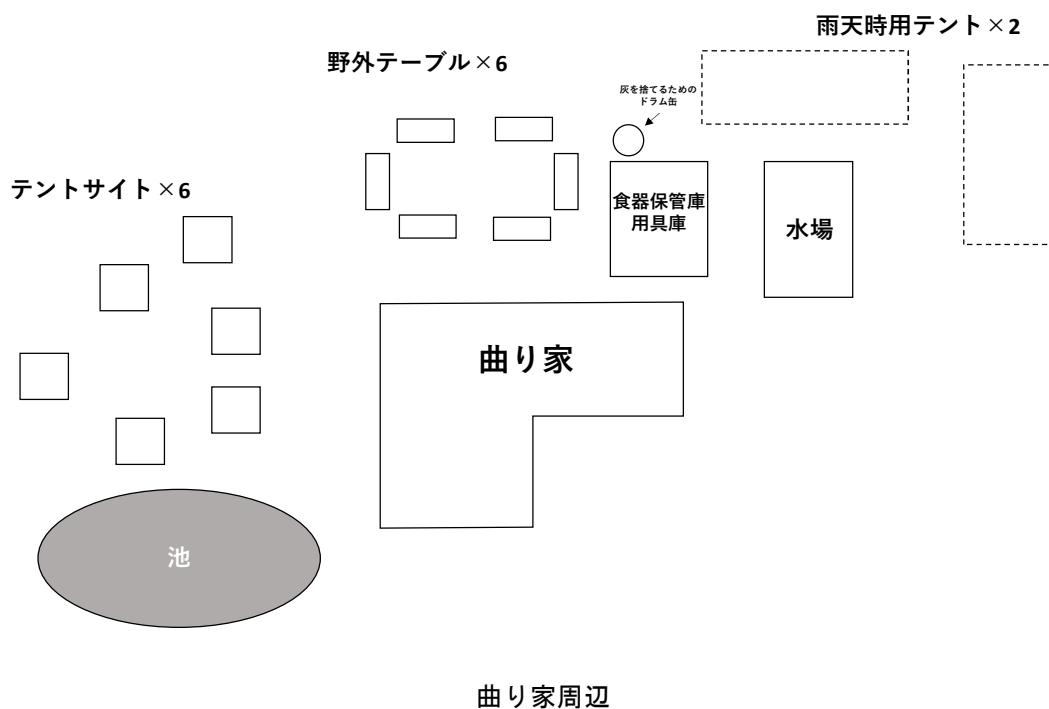 雨天時用テント×2
野外テーブル×6
灰を捨てるための
ドラム缶
テントサイト×6
食器保管庫
用具庫
水場
曲り家
池
曲り家周辺